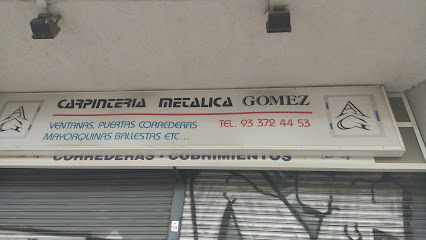 CARPINTERIA METALICA GOMEZ
VENTANAS, PUERTAS CORREDERAS
MAYORQUINAS BALLESTAS ETC...
TEL. 93 372 44 53
CORREDERAS - CUBRIMIENTOS